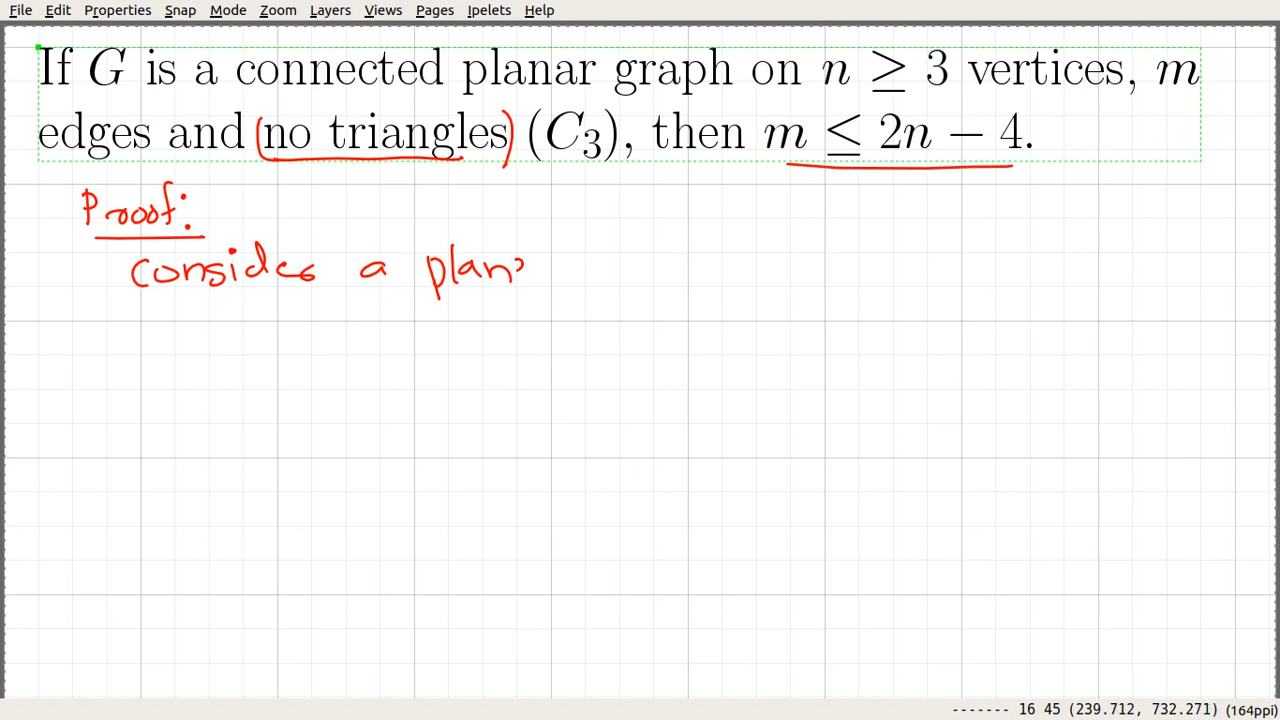 File Edit Properties Snap Mode Zoom Layers Views Pages Ipelets Help
If G is a connected planar graph on n ≥ 3 vertices, m
edges and (no triangles) (C₃), then m ≤ 2n − 4.
Proof:
Consider a plan
------- 16 45 (239.712, 732.271) (164ppi)